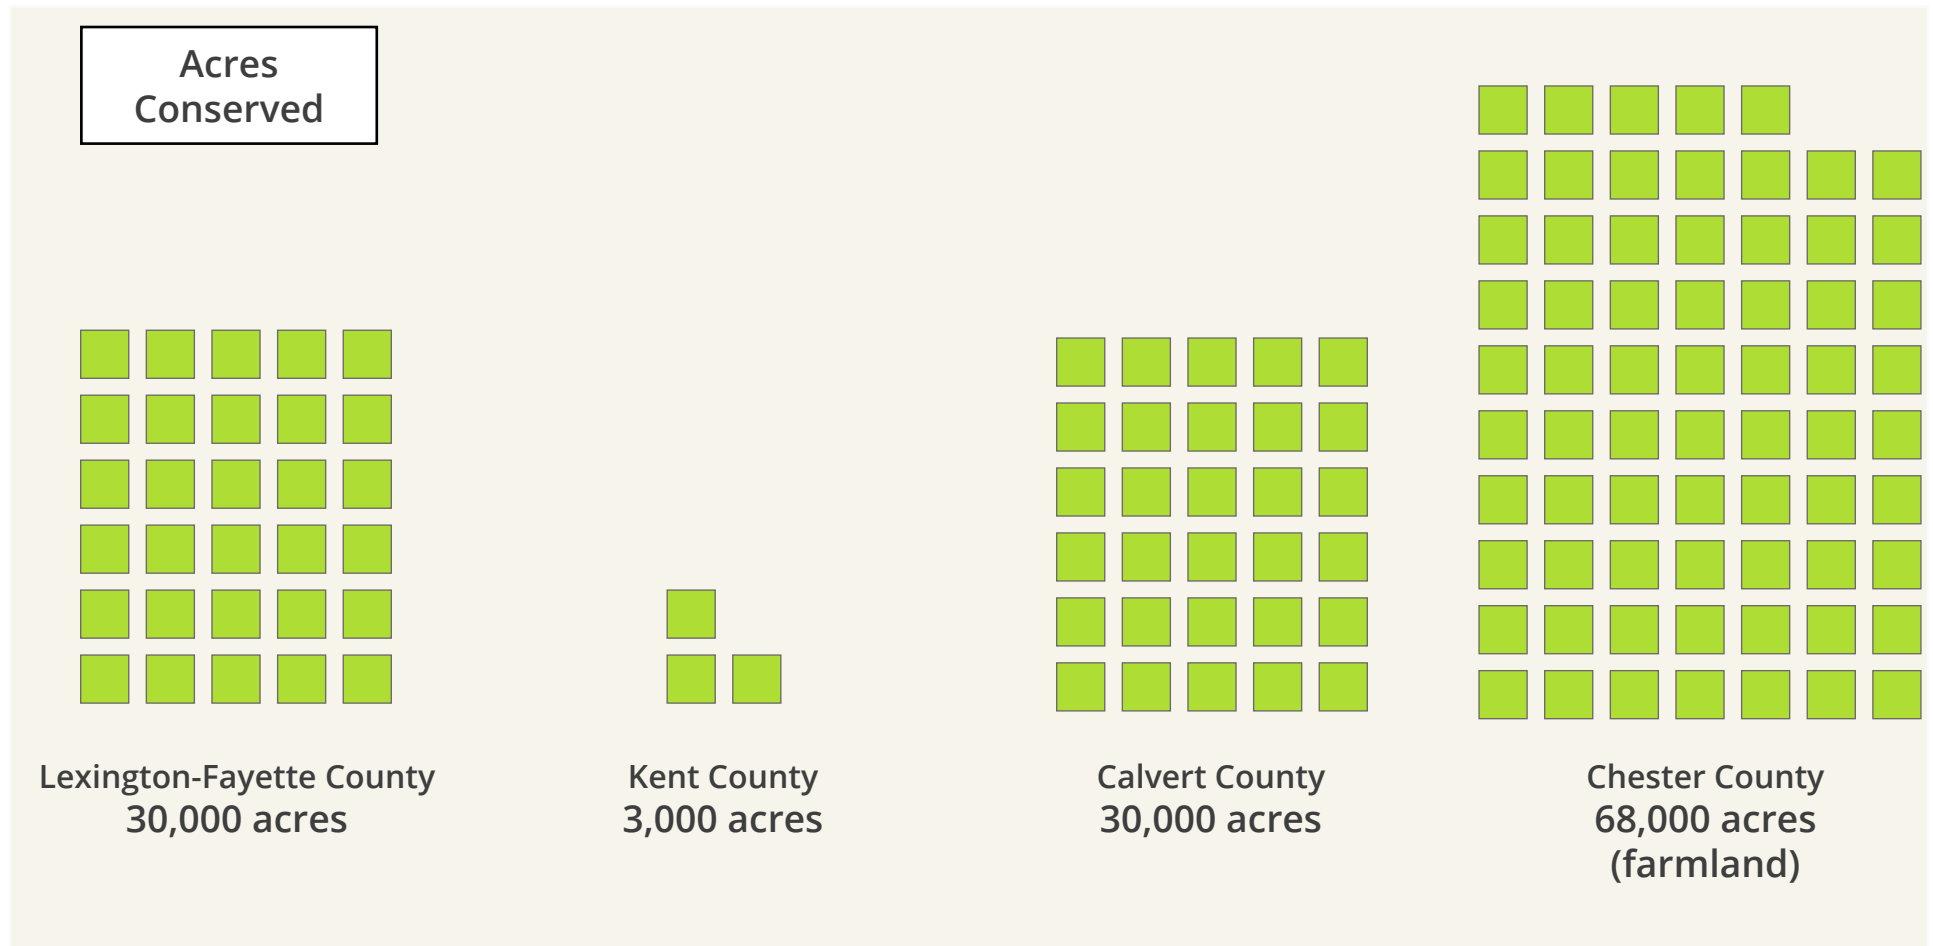 Acres
Conserved
Lexington-Fayette County
30,000 acres
Kent County
3,000 acres
Calvert County
30,000 acres
Chester County
68,000 acres
(farmland)